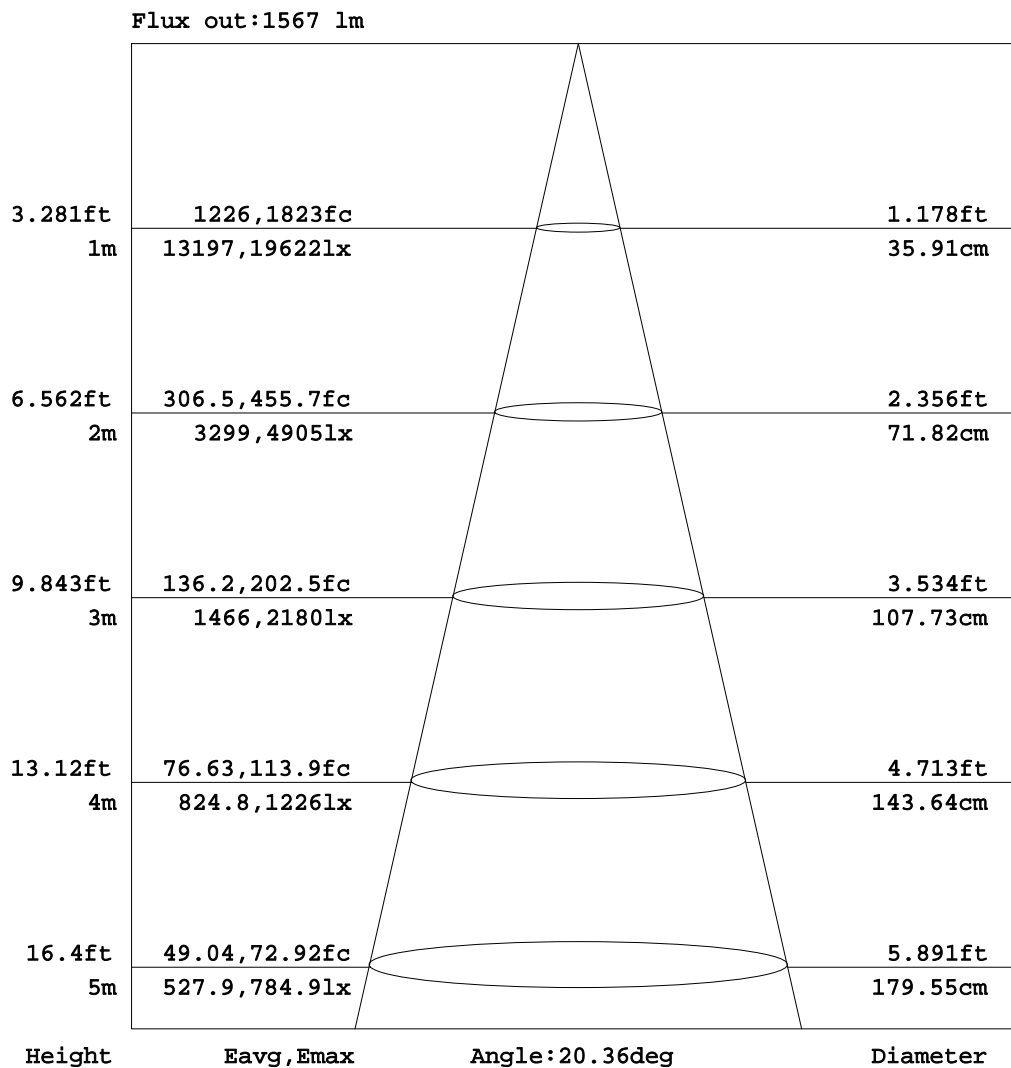 Flux out:1567 lm
3.281ft 1226,1823fc 1.178ft
1m 13197,19622lx 35.91cm
6.562ft 306.5,455.7fc 2.356ft
2m 3299,4905lx 71.82cm
9.843ft 136.2,202.5fc 3.534ft
3m 1466,2180lx 107.73cm
13.12ft 76.63,113.9fc 4.713ft
4m 824.8,1226lx 143.64cm
16.4ft 49.04,72.92fc 5.891ft
5m 527.9,784.9lx 179.55cm
Height Eavg,Emax Angle:20.36deg Diameter